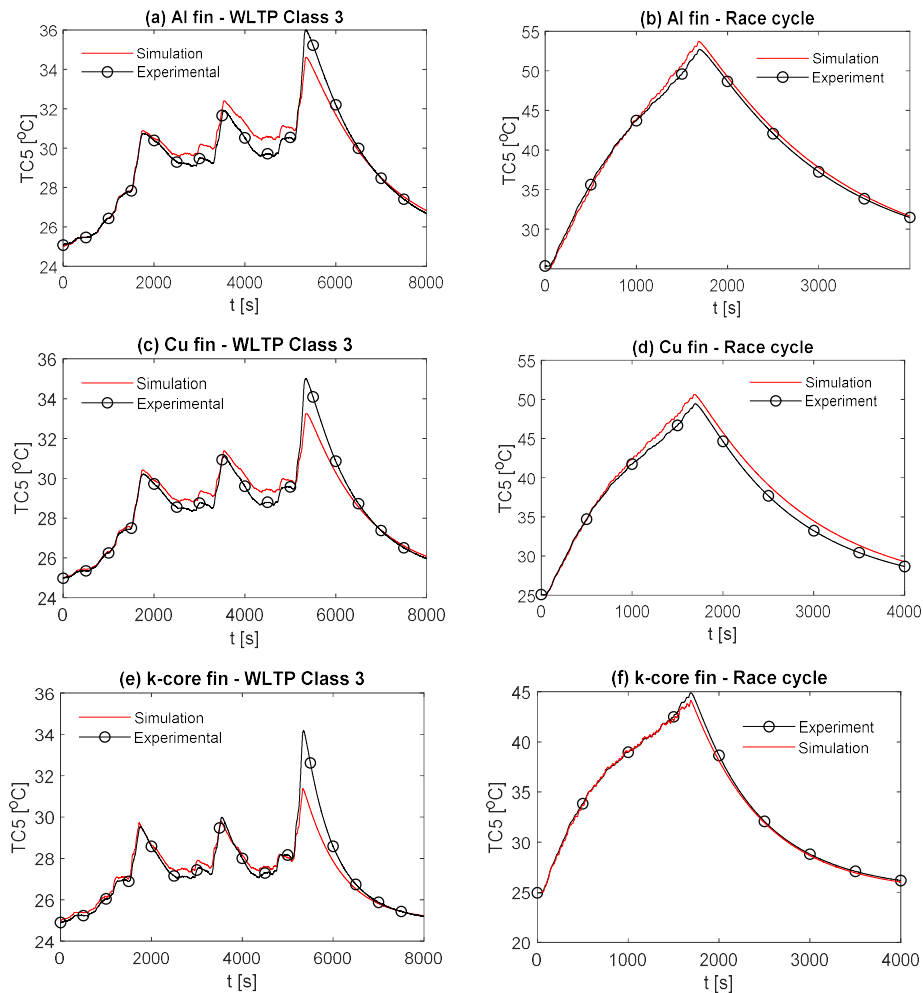 (a) Al fin - WLTP Class 3
36
34
32
30
28
26
24
TC5 [°C]
Simulation
Experimental
0 2000 4000 6000 8000
t [s]
(b) Al fin - Race cycle
55
50
45
40
35
30
TC5 [°C]
Simulation
Experiment
0 1000 2000 3000
t [s]
(c) Cu fin - WLTP Class 3
36
34
32
30
28
26
24
TC5 [°C]
Simulation
Experimental
0 2000 4000 6000 8000
t [s]
(d) Cu fin - Race cycle
55
50
45
40
35
30
25
TC5 [°C]
Simulation
Experiment
0 1000 2000 3000 4000
t [s]
(e) k-core fin - WLTP Class 3
36
34
32
30
28
26
24
TC5 [°C]
Simulation
Experimental
0 2000 4000 6000 8000
t [s]
(f) k-core fin - Race cycle
45
40
35
30
25
20
TC5 [°C]
Experiment
Simulation
0 1000 2000 3000 4000
t [s]